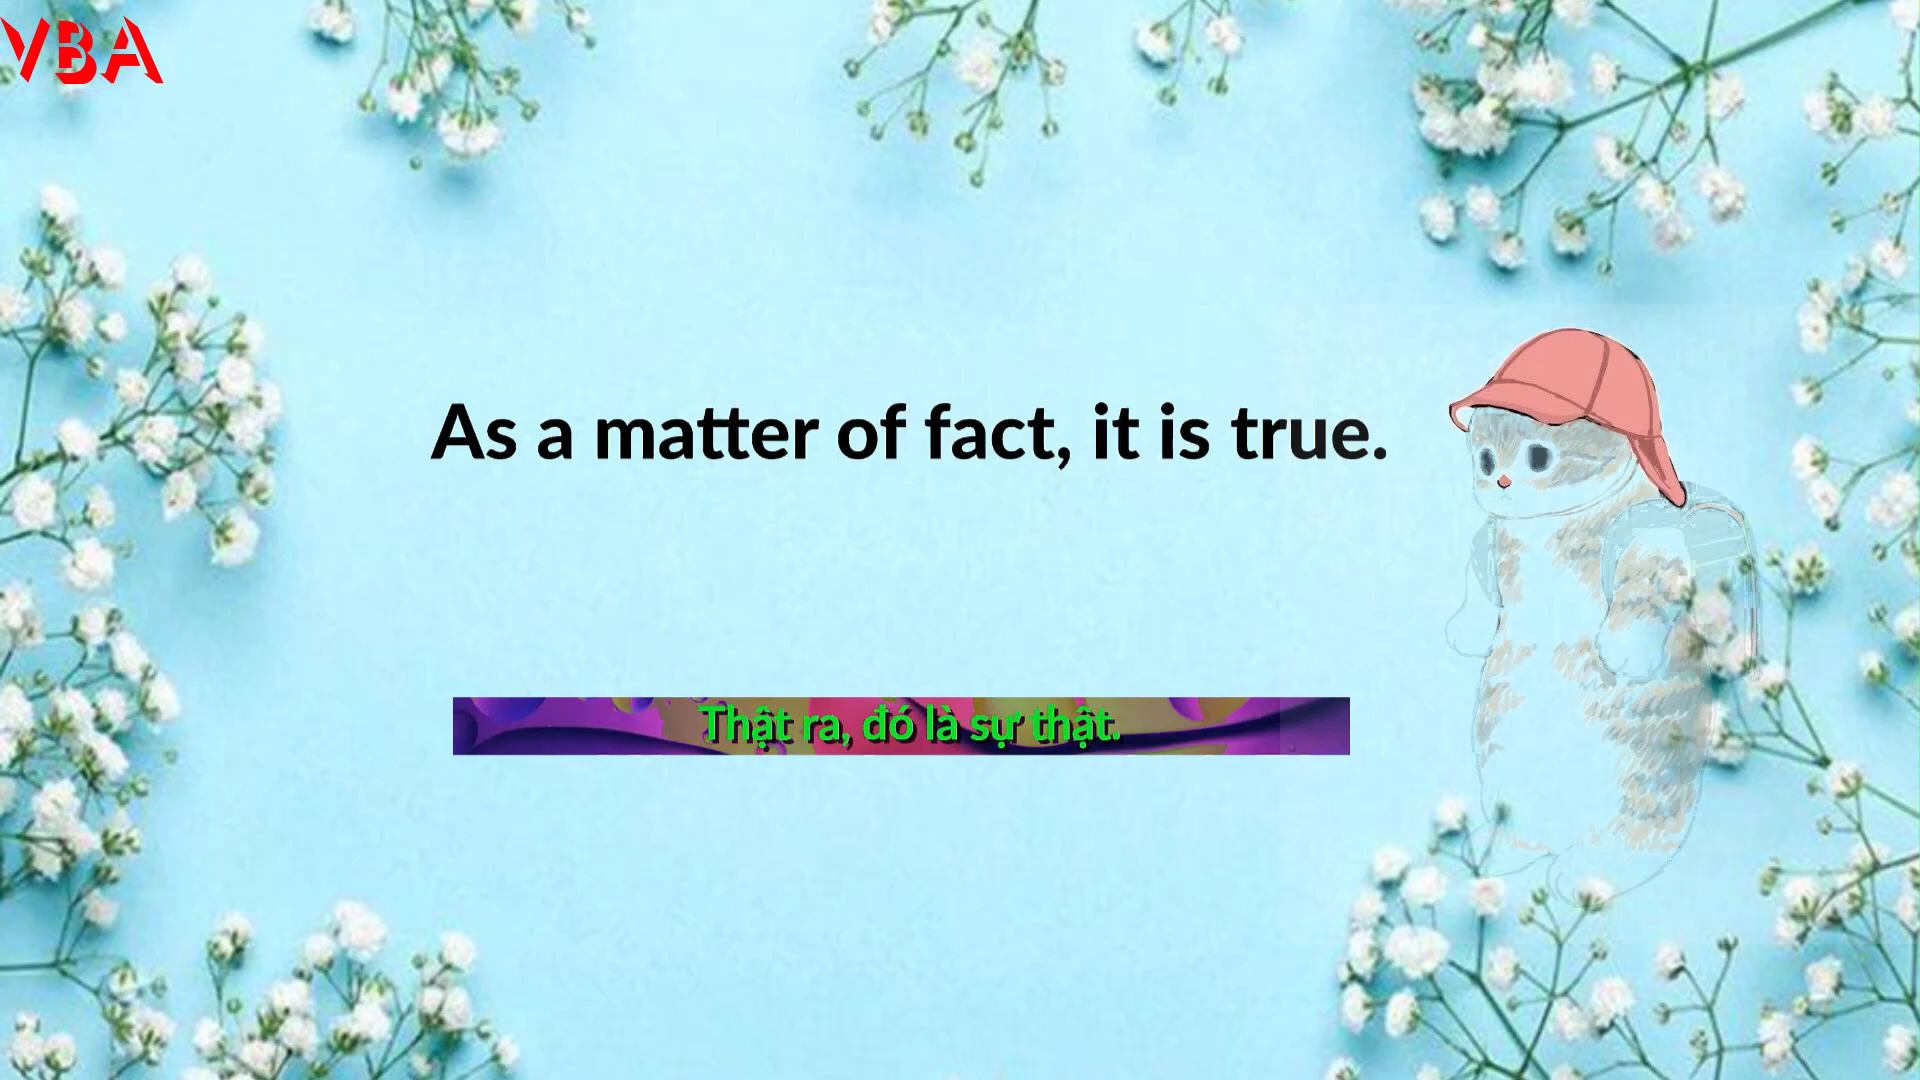 VBA
As a matter of fact, it is true.
Thật ra, đó là sự thật.